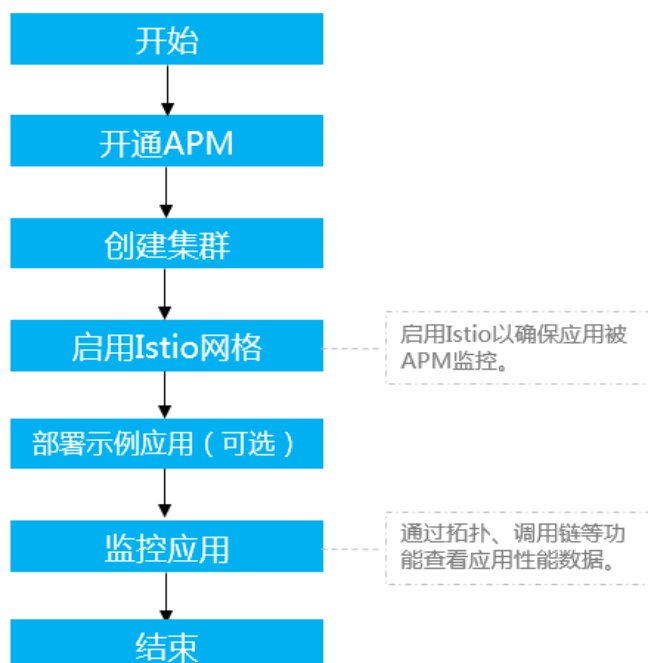 开始
开通APM
创建集群
启用Istio网格
启用Istio以确保应用被
APM监控。
部署示例应用（可选）
监控应用
通过拓扑、调用链等功
能查看应用性能数据。
结束